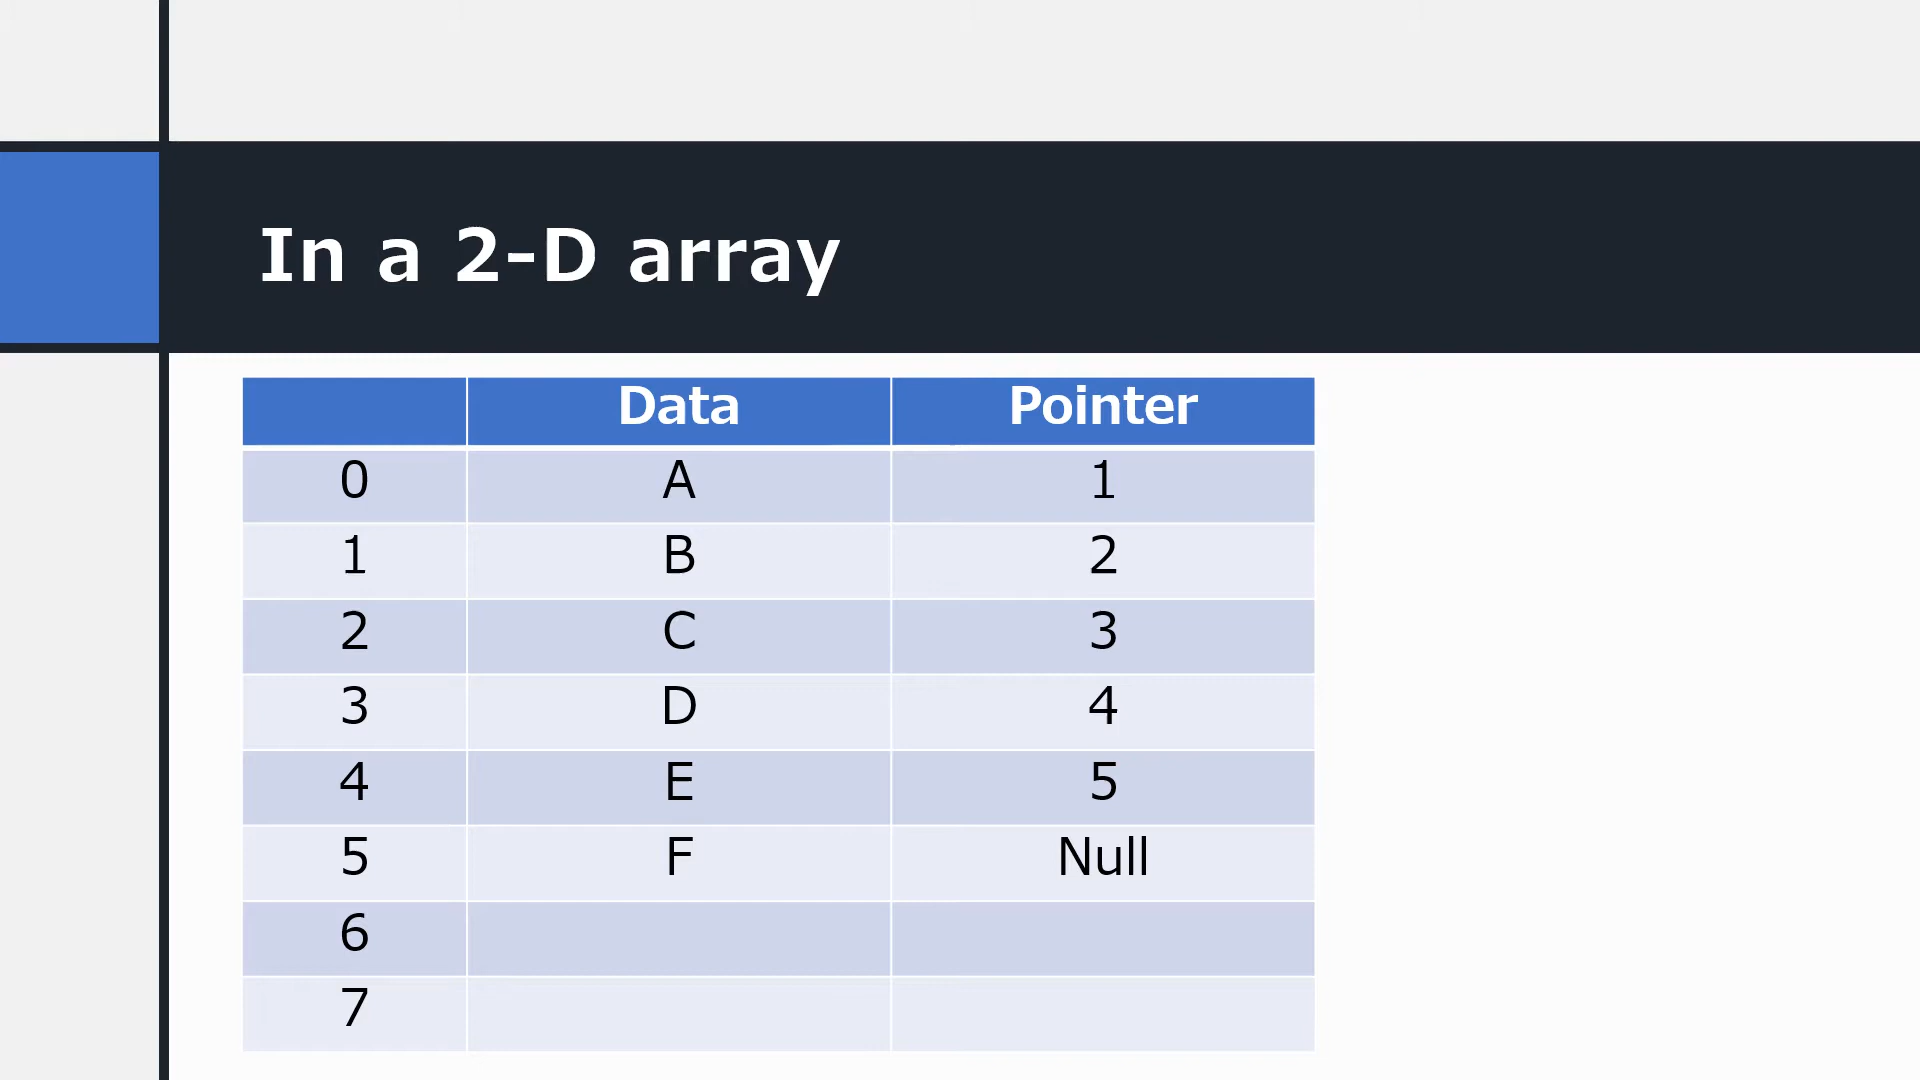 In a 2-D array
Data Pointer
0 A 1
1 B 2
2 C 3
3 D 4
4 E 5
5 F Null
6
7